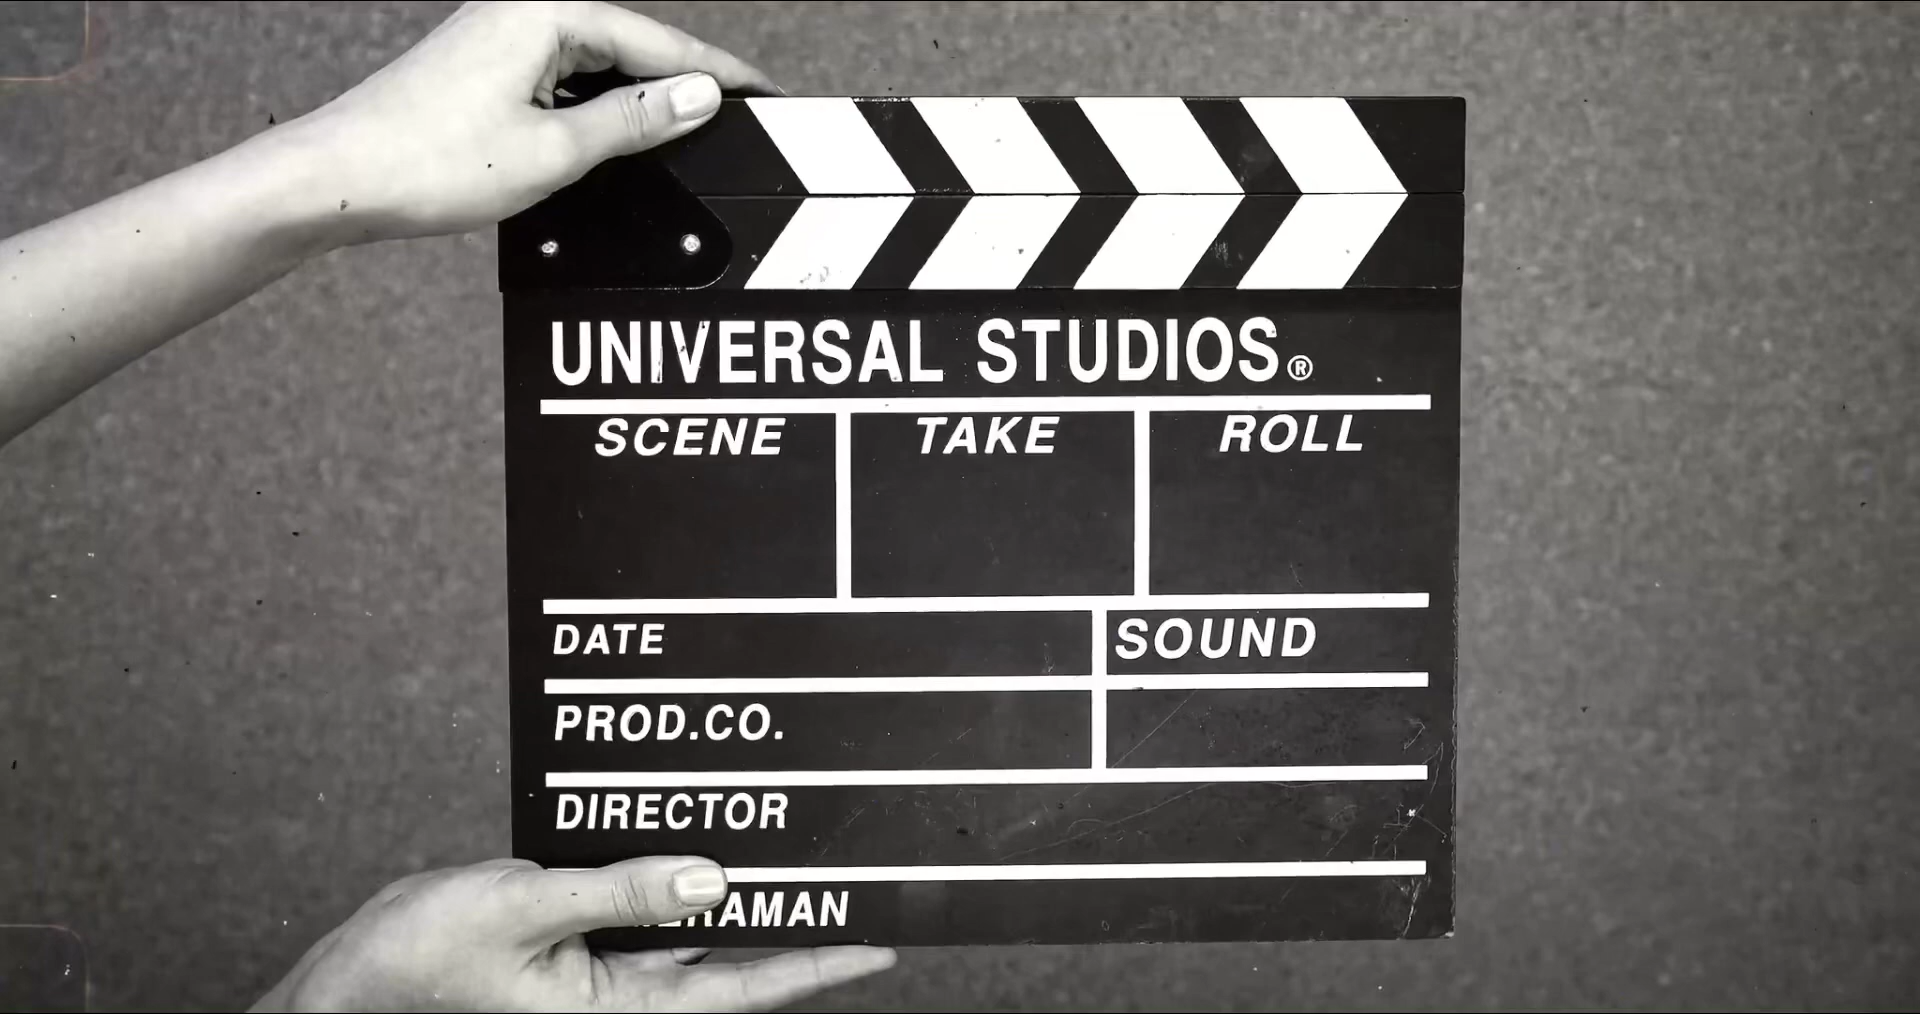 UNIVERSAL STUDIOS®
SCENE TAKE ROLL
DATE SOUND
PROD.CO.
DIRECTOR